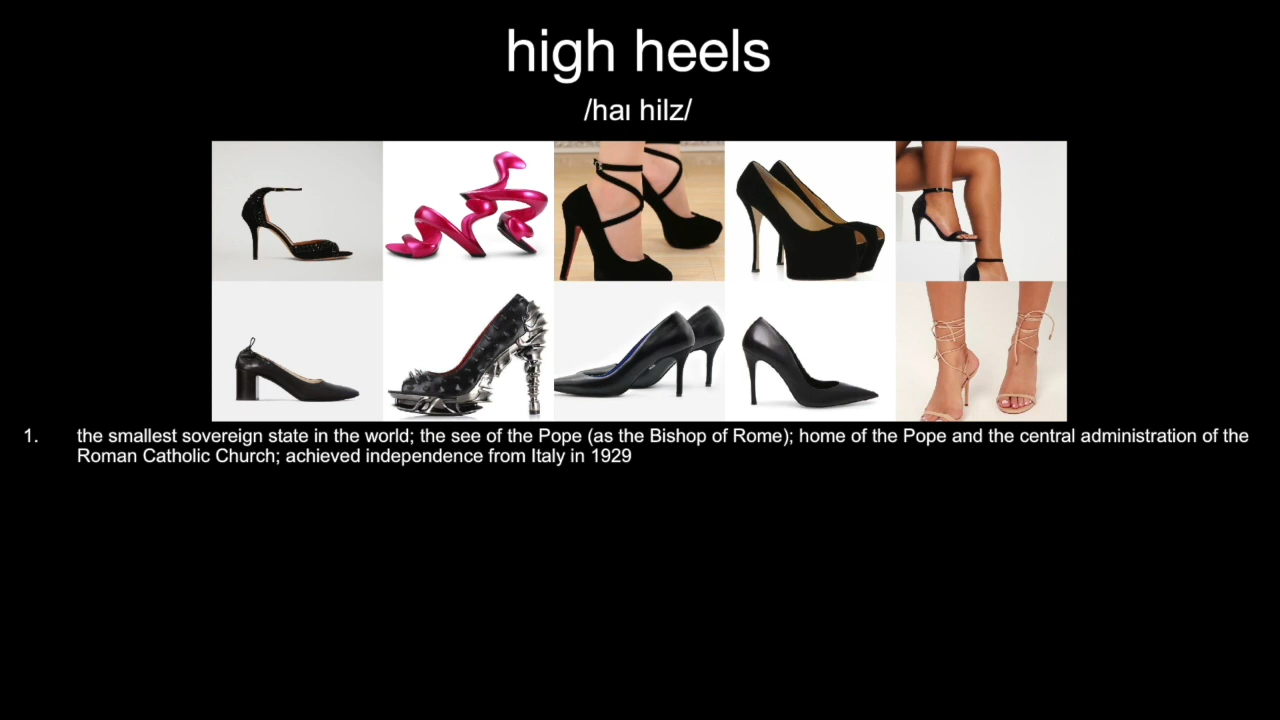 high heels
/haɪ hilz/
1. the smallest sovereign state in the world; the see of the Pope (as the Bishop of Rome); home of the Pope and the central administration of the
Roman Catholic Church; achieved independence from Italy in 1929